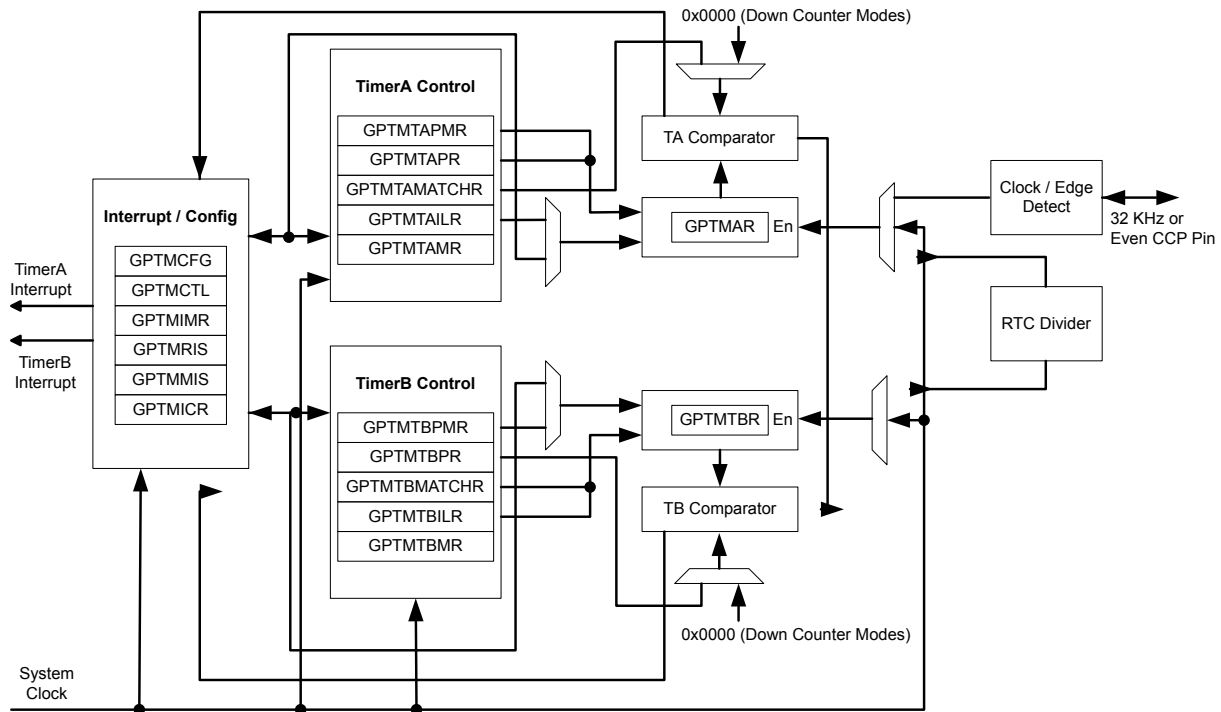 0x0000 (Down Counter Modes)
TimerA Control
GPTMTAPMR
GPTMTAPR
GPTMTAMATCHR
GPTMTAILR
GPTMTAMR
TA Comparator
GPTMAR
En
Clock / Edge
Detect
32 KHz or
Even CCP Pin
RTC Divider
Interrupt / Config
GPTMCFG
GPTMCTL
GPTMIMR
GPTMRIS
GPTMMIS
GPTMICR
TimerA
Interrupt
TimerB
Interrupt
TimerB Control
GPTMTBPMR
GPTMTBPR
GPTMTBMATCHR
GPTMTBILR
GPTMTBMR
GPTMTBR
En
TB Comparator
0x0000 (Down Counter Modes)
System
Clock